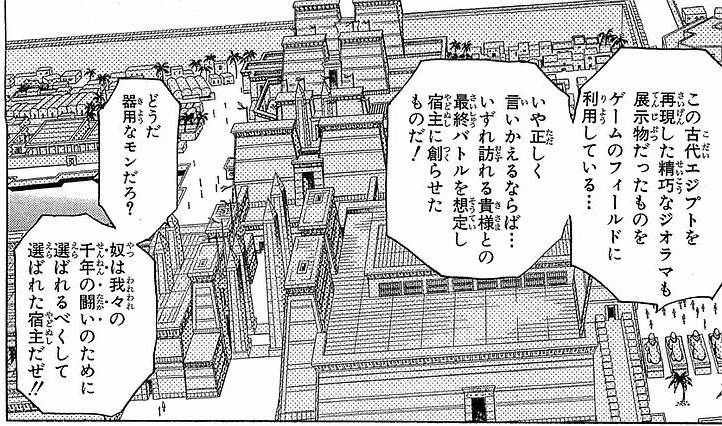 この古代エジプトを
再現した精巧なジオラマも
展示物だったものを
ゲームのフィールドに
利用している…
いや正しく
言いかえるならば…
いずれ訪れる貴様との
最終バトルを想定し
宿主に創らせた
ものだ!
どうだ
器用なモンだろ?
奴は我々の
千年の闘いのために
選ばれるべくして
選ばれた宿主だぜ!!